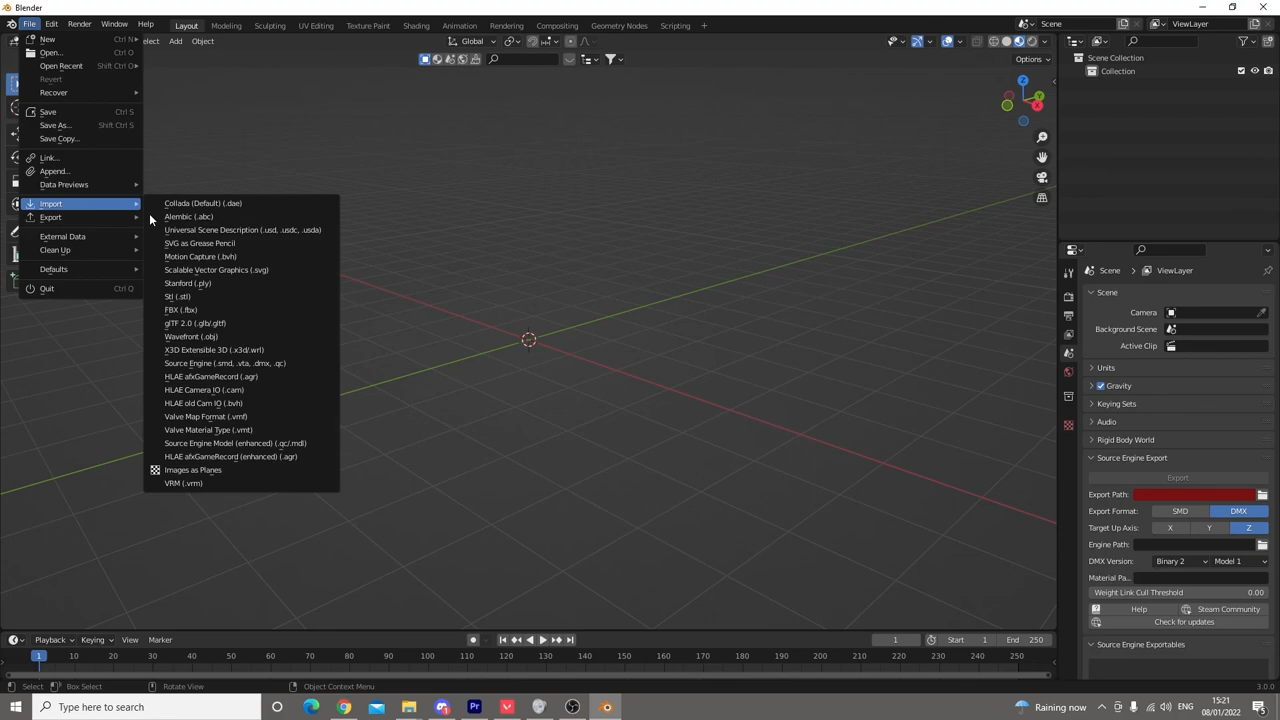 Blender
File Edit Render Window Help Layout Modeling Sculpting UV Editing Texture Paint Shading Animation Compositing Geometry Nodes Scripting + Scene ViewLayer
elect Add Object Global
Options
New Ctrl N
Open... Ctrl O
Open Recent Shift Ctrl O
Revert
Recover
Save Ctrl S
Save As... Shift Ctrl S
Save Copy...
Link...
Append...
Data Previews
Import
Export
External Data
Clean Up
Defaults
Quit Ctrl Q
Collada (Default) (.dae)
Alembic (.abc)
Universal Scene Description (.usd, .usdc, .usda)
SVG as Grease Pencil
Motion Capture (.bvh)
Scalable Vector Graphics (.svg)
Stanford (.ply)
Stl (.stl)
FBX (.fbx)
glTF 2.0 (.glb/.gltf)
Wavefront (.obj)
X3D Extensible 3D (.x3d/.wrl)
Source Engine (.smd, .vta, .dmx, .qc)
HLAE afxGameRecord (.agr)
HLAE Camera IO (.cam)
HLAE old Cam IO (.bvh)
Valve Map Format (.vmf)
Valve Material Type (.vmt)
Source Engine Model (enhanced) (.qc/.mdl)
HLAE afxGameRecord (enhanced) (.agr)
Images as Planes
VRM (.vrm)
Z
Y
X
Scene Collection
Collection
Scene ViewLayer
Scene
Camera
Background Scene
Active Clip
Units
Gravity
Keying Sets
Audio
Rigid Body World
Source Engine Export
Export
Export Path:
Export Format: SMD DMX
Target Up Axis: X Y Z
Engine Path:
DMX Version: Binary 2 Model 1
Material Pa...
Weight Link Cull Threshold 0.00
Help Steam Community
Check for updates
Source Engine Exportables
Playback Keying View Marker 1 Start 1 End 250
1 10 20 30 40 50 60 70 80 90 100 110 120 130 140 150 160 170 180 190 200 210 220 230 240 250
Select Box Select Rotate View Object Context Menu 3.0.0
Type here to search Pr Raining now ENG 15:21
08/01/2022